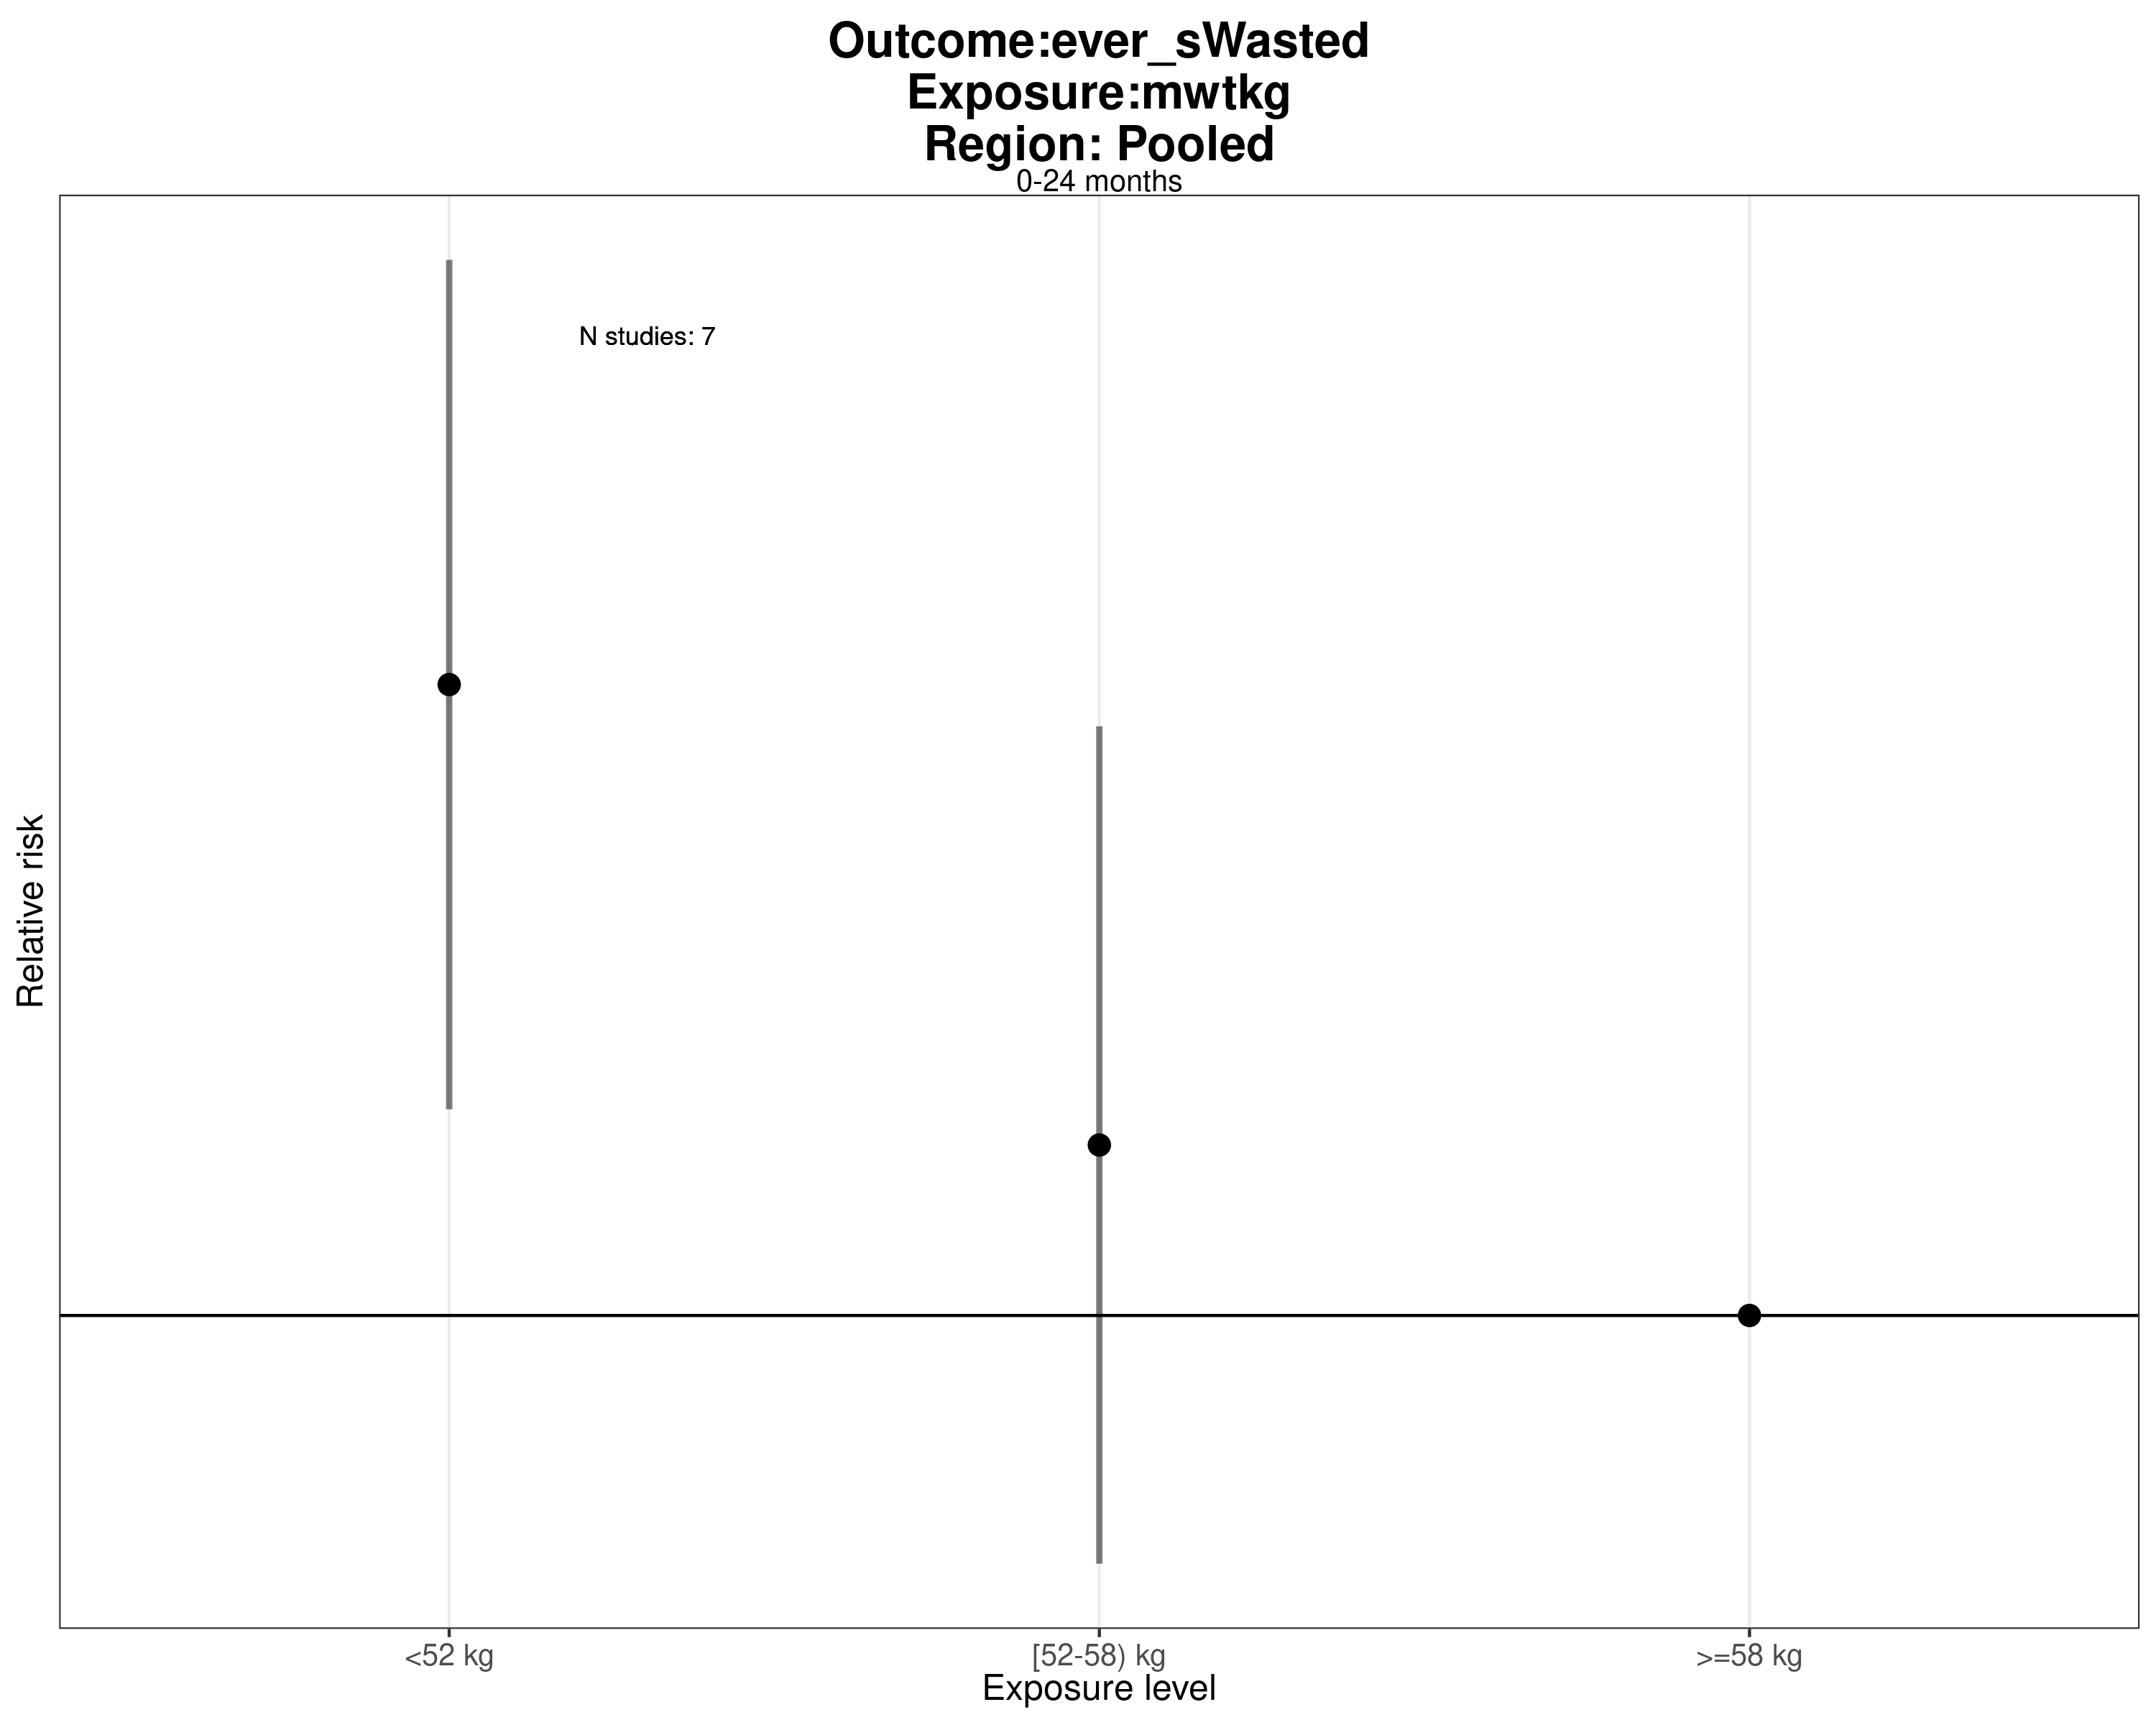 Outcome:ever_sWasted
Exposure:mwtkg
Region: Pooled
0-24 months
N studies: 7
Relative risk
<52 kg
[52-58) kg
>=58 kg
Exposure level